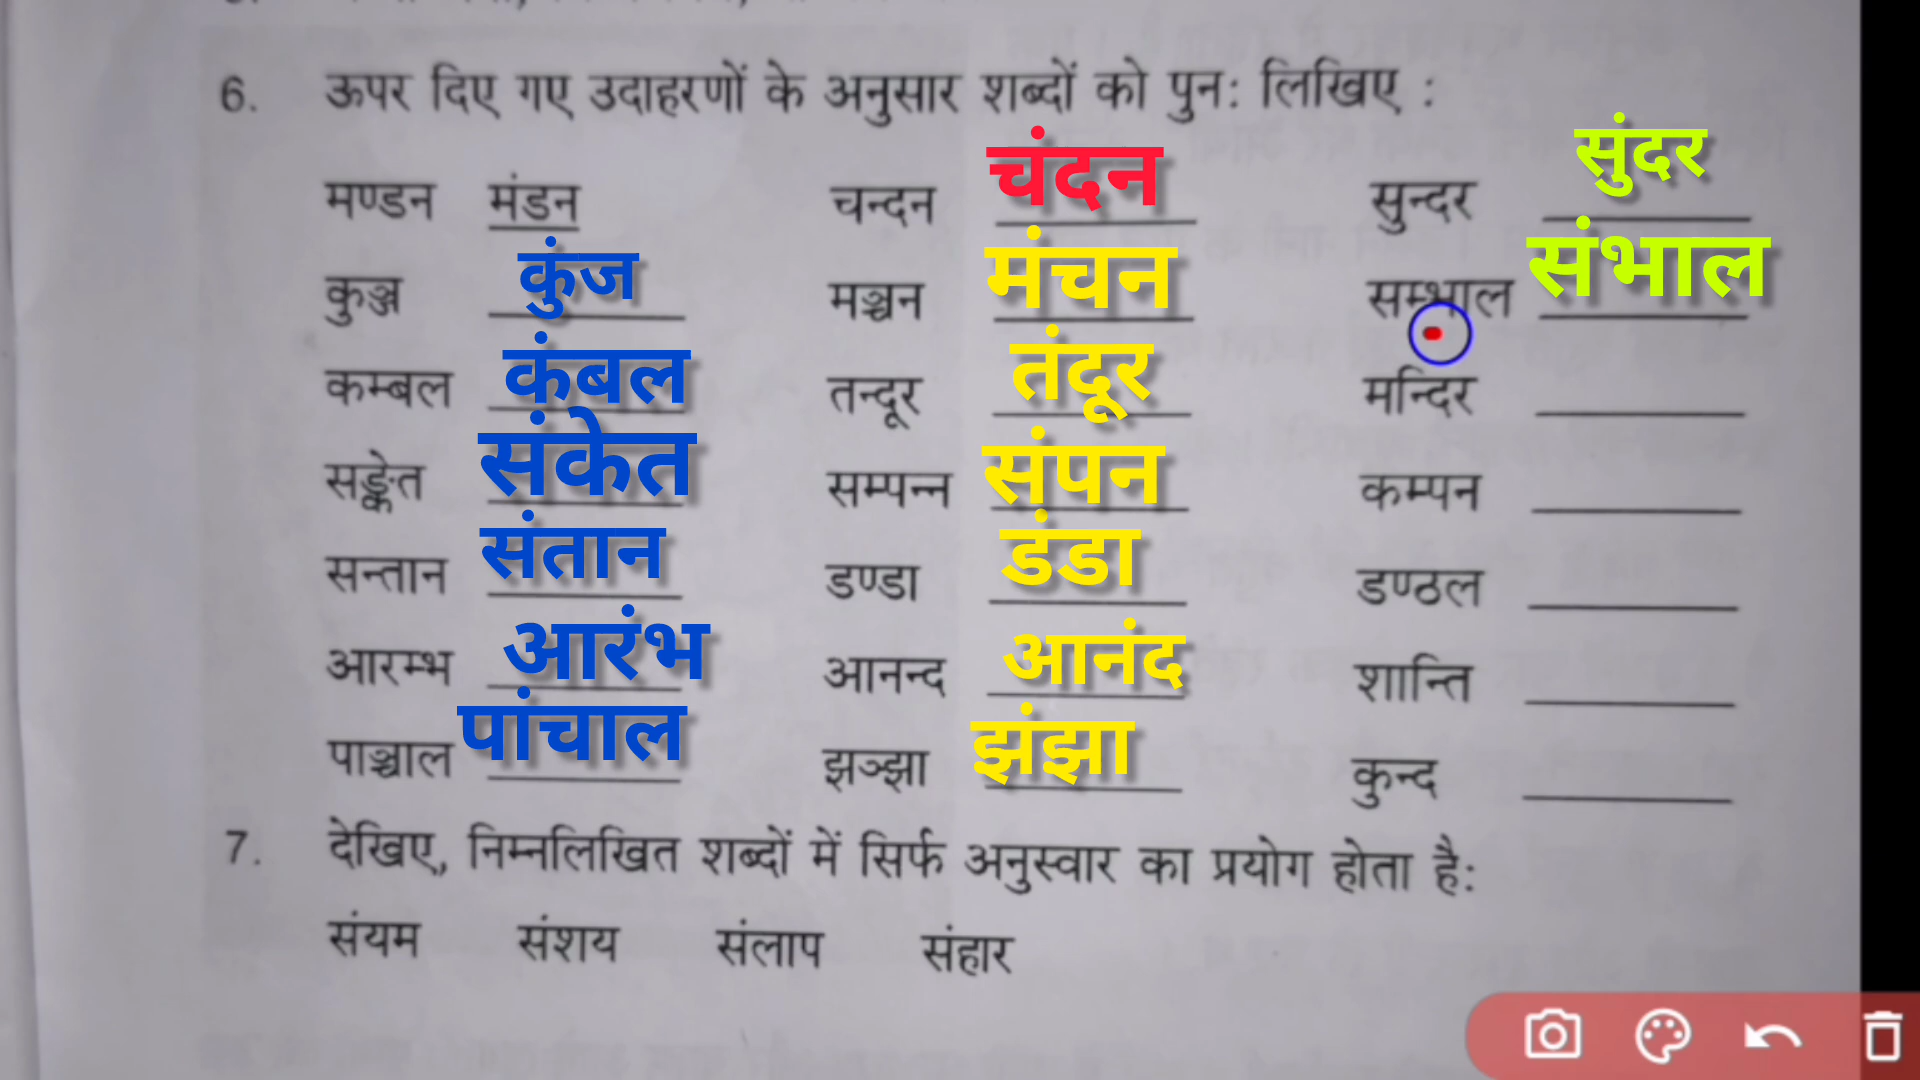 6. ऊपर दिए गए उदाहरणों के अनुसार शब्दों को पुनः लिखिए :
मण्डन मंडन चन्दन चंदन सुन्दर सुंदर
कुञ्ज कुंज मञ्चन मंचन सम्भाल संभाल
कम्बल कंबल तन्दूर तंदूर मन्दिर
सङ्केत संकेत सम्पन्न संपन कम्पन
सन्तान संतान डण्डा डंडा डण्ठल
आरम्भ आरंभ आनन्द आनंद शान्ति
पाञ्चाल पांचाल झञ्झा झंझा कुन्द
7. देखिए, निम्नलिखित शब्दों में सिर्फ अनुस्वार का प्रयोग होता है:
संयम संशय संलाप संहार